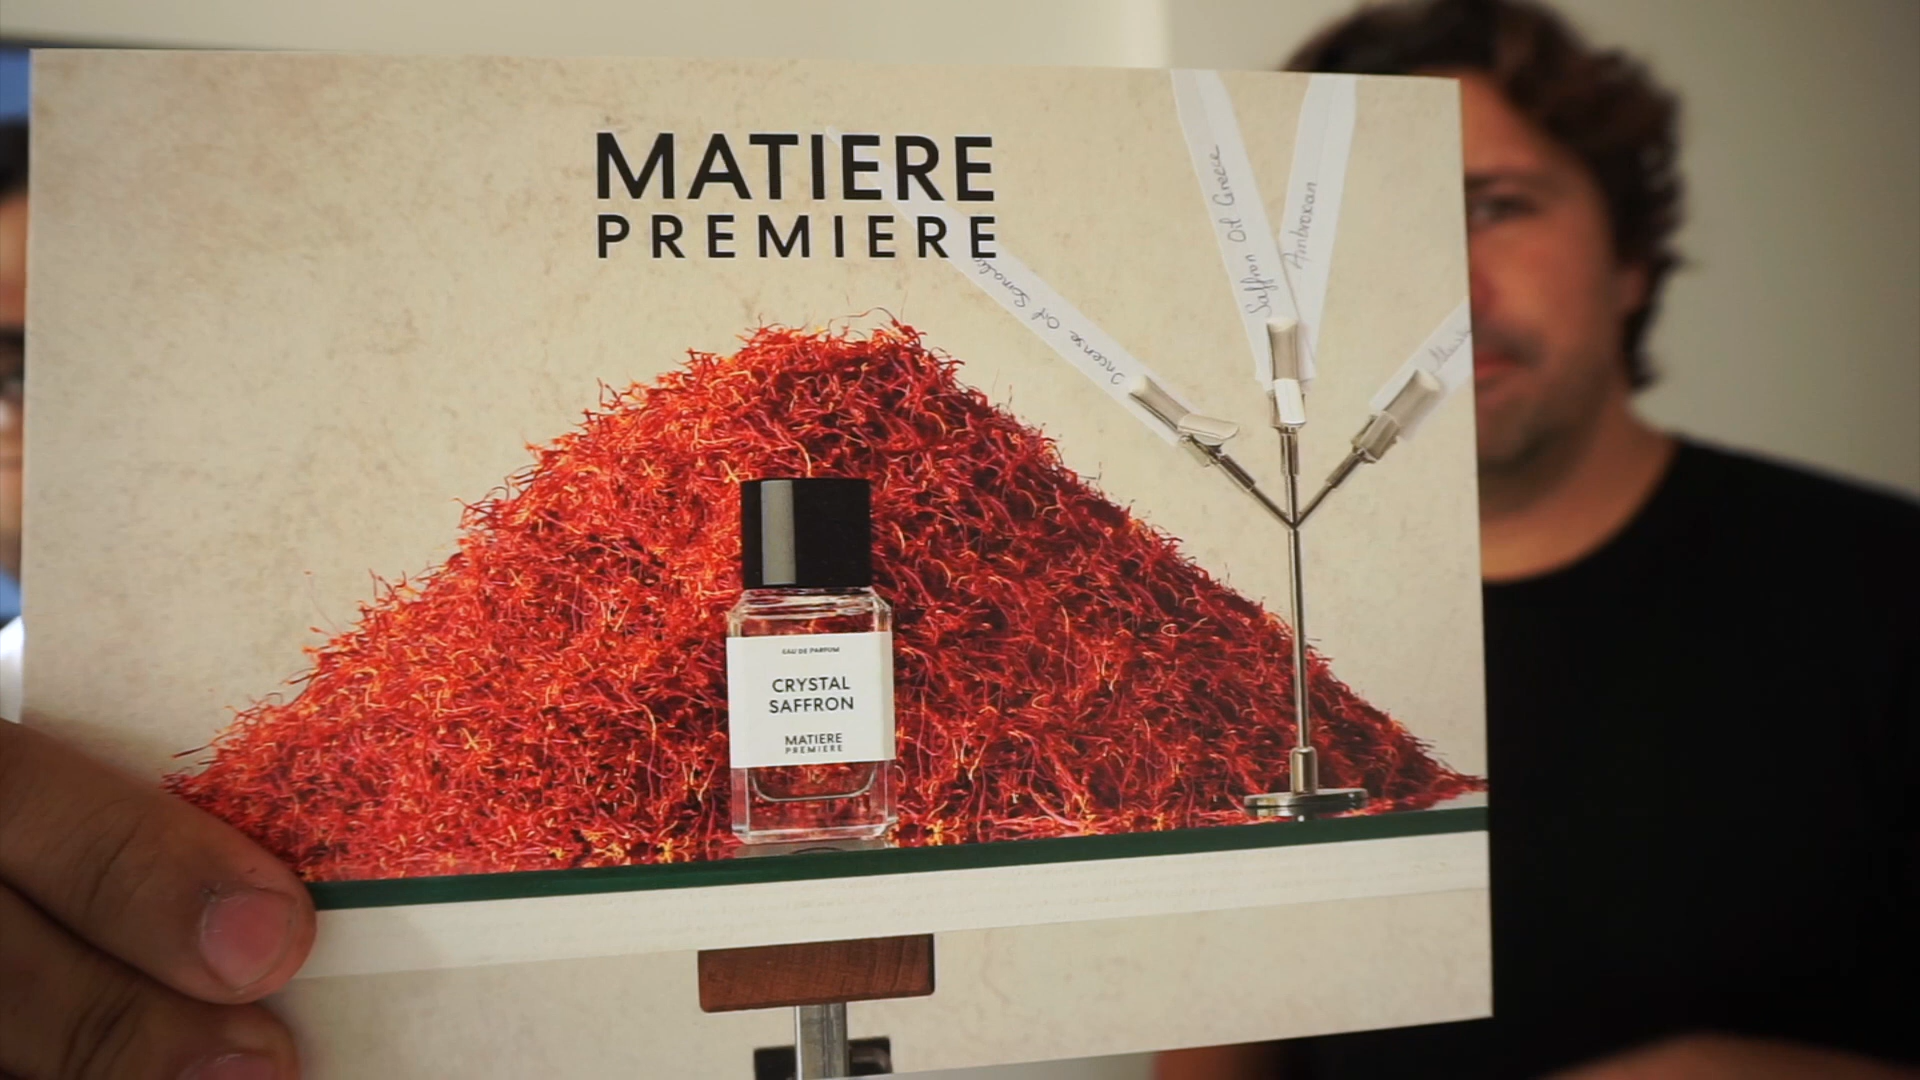 MATIERE
PREMIERE
Incense Oil Somalia
Saffron Oil Greece
Ambroxan
EAU DE PARFUM
CRYSTAL
SAFFRON
MATIERE
PREMIERE